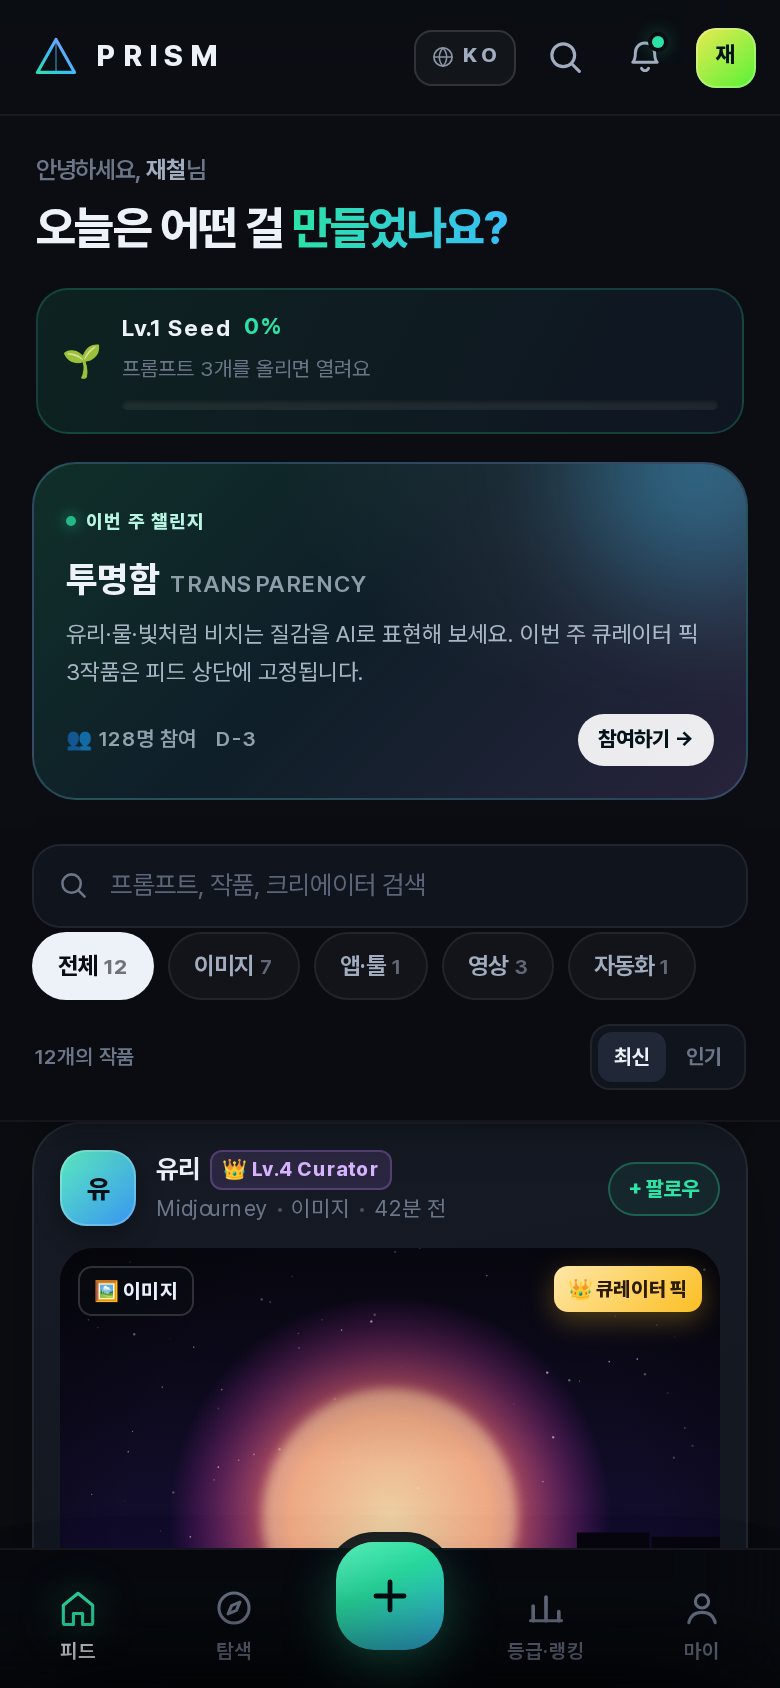 PRISM
KO
재
안녕하세요, 재철님
오늘은 어떤 걸 만들었나요?
Lv.1 Seed 0%
프롬프트 3개를 올리면 열려요
이번 주 챌린지
투명함 TRANSPARENCY
유리·물·빛처럼 비치는 질감을 AI로 표현해 보세요. 이번 주 큐레이터 픽
3작품은 피드 상단에 고정됩니다.
128명 참여 D-3
참여하기 →
프롬프트, 작품, 크리에이터 검색
전체 12
이미지 7
앱·툴 1
영상 3
자동화 1
12개의 작품
최신
인기
유
유리
Lv.4 Curator
Midjourney · 이미지 · 42분 전
+ 팔로우
이미지
큐레이터 픽
피드
탐색
등급·랭킹
마이